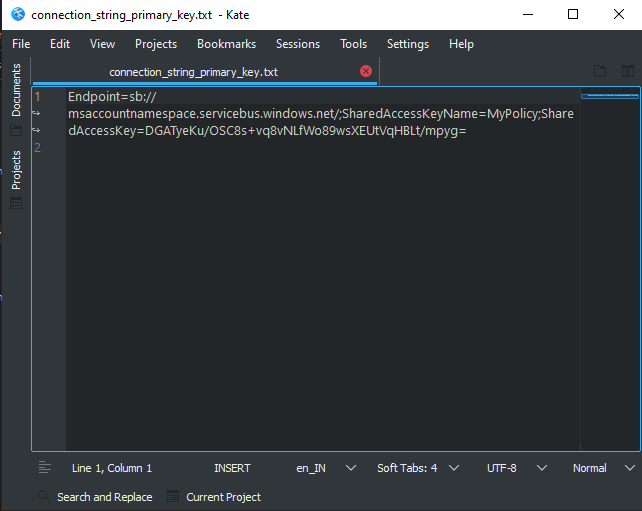 connection_string_primary_key.txt - Kate
File Edit View Projects Bookmarks Sessions Tools Settings Help
connection_string_primary_key.txt
Documents
Projects
1 Endpoint=sb://
msaccountnamespace.servicebus.windows.net/;SharedAccessKeyName=MyPolicy;Share
dAccessKey=DGATyeKu/OSC8s+vq8vNLfWo89wsXEUtVqHBLt/mpyg=
2
Line 1, Column 1 INSERT en_IN Soft Tabs: 4 UTF-8 Normal
Search and Replace Current Project